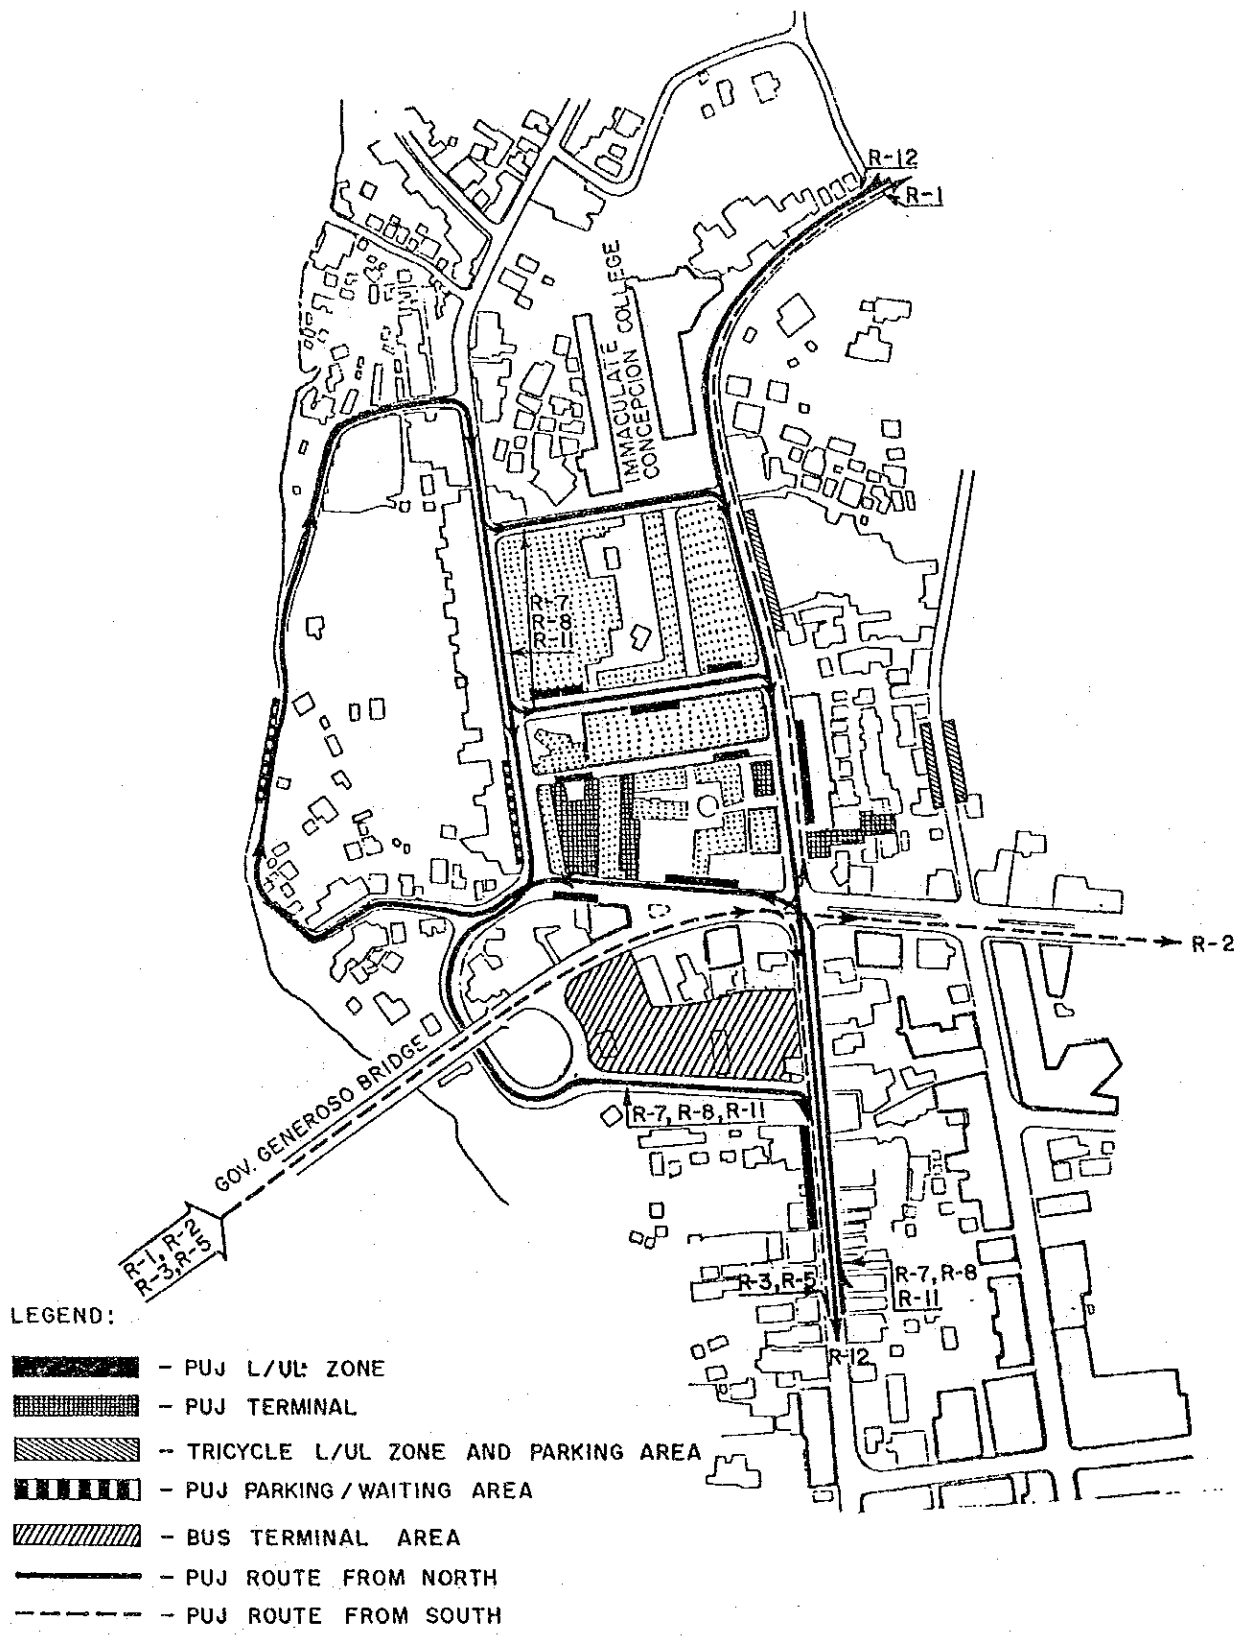 R-12
R-1
IMMACULATE
CONCEPCION COLLEGE
R-7
R-8
R-11
R-2
GOV. GENEROSO BRIDGE
R-7, R-8, R-11
R-1, R-2
R-3, R-5
R-3, R-5
R-7, R-8
R-11
R-12
LEGEND:
- PUJ L/UL ZONE
- PUJ TERMINAL
- TRICYCLE L/UL ZONE AND PARKING AREA
- PUJ PARKING / WAITING AREA
- BUS TERMINAL AREA
- PUJ ROUTE FROM NORTH
- PUJ ROUTE FROM SOUTH